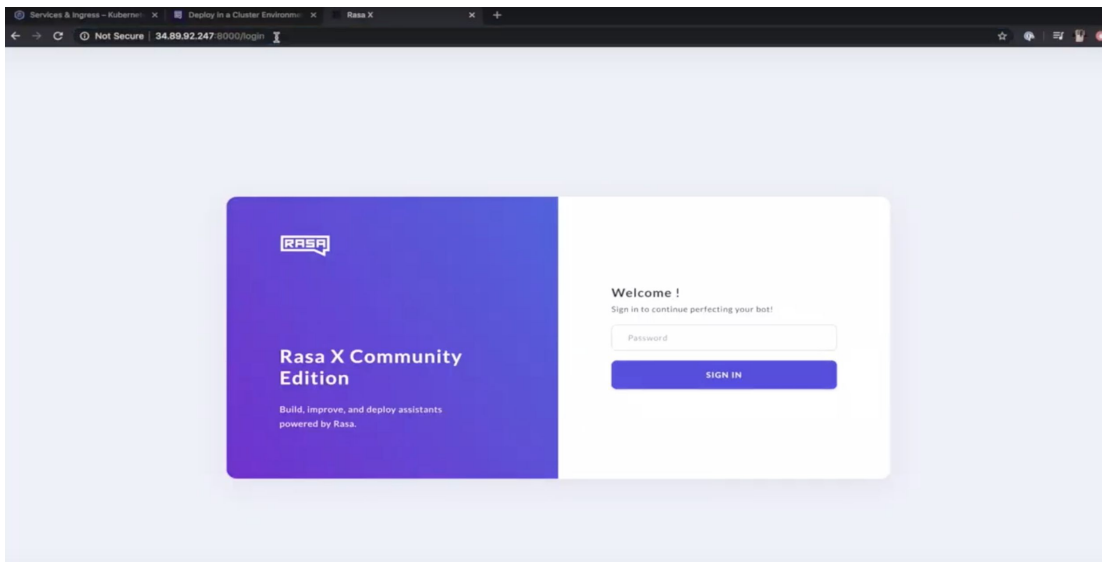 Services & Ingress – Kubernet
Deploy in a Cluster Environme
Rasa X
Not Secure | 34.89.92.247:8000/login
RASA
Rasa X Community
Edition
Build, improve, and deploy assistants
powered by Rasa.
Welcome !
Sign in to continue perfecting your bot!
Password
SIGN IN